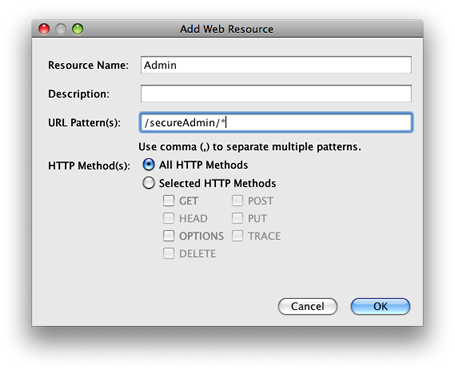 Add Web Resource
Resource Name: Admin
Description:
URL Pattern(s): /secureAdmin/*
Use comma (,) to separate multiple patterns.
HTTP Method(s): All HTTP Methods
Selected HTTP Methods
GET POST
HEAD PUT
OPTIONS TRACE
DELETE
Cancel OK